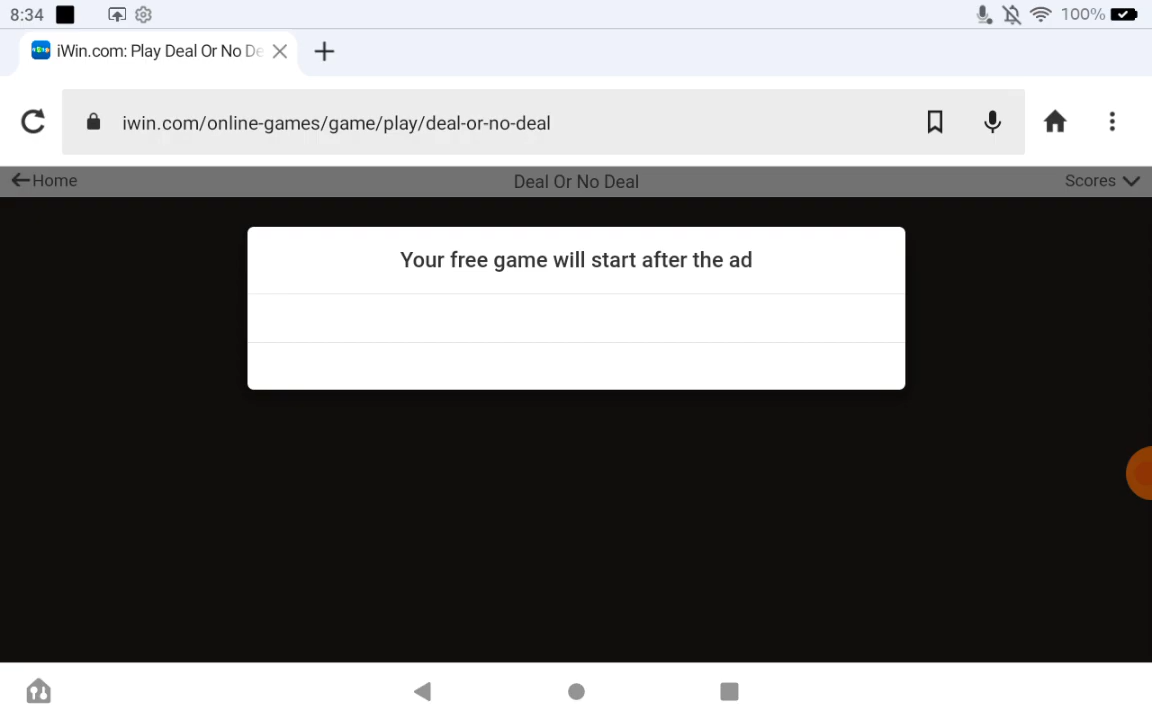 8:34
100%
iWin.com: Play Deal Or No De
iwin.com/online-games/game/play/deal-or-no-deal
Home
Deal Or No Deal
Scores
Your free game will start after the ad